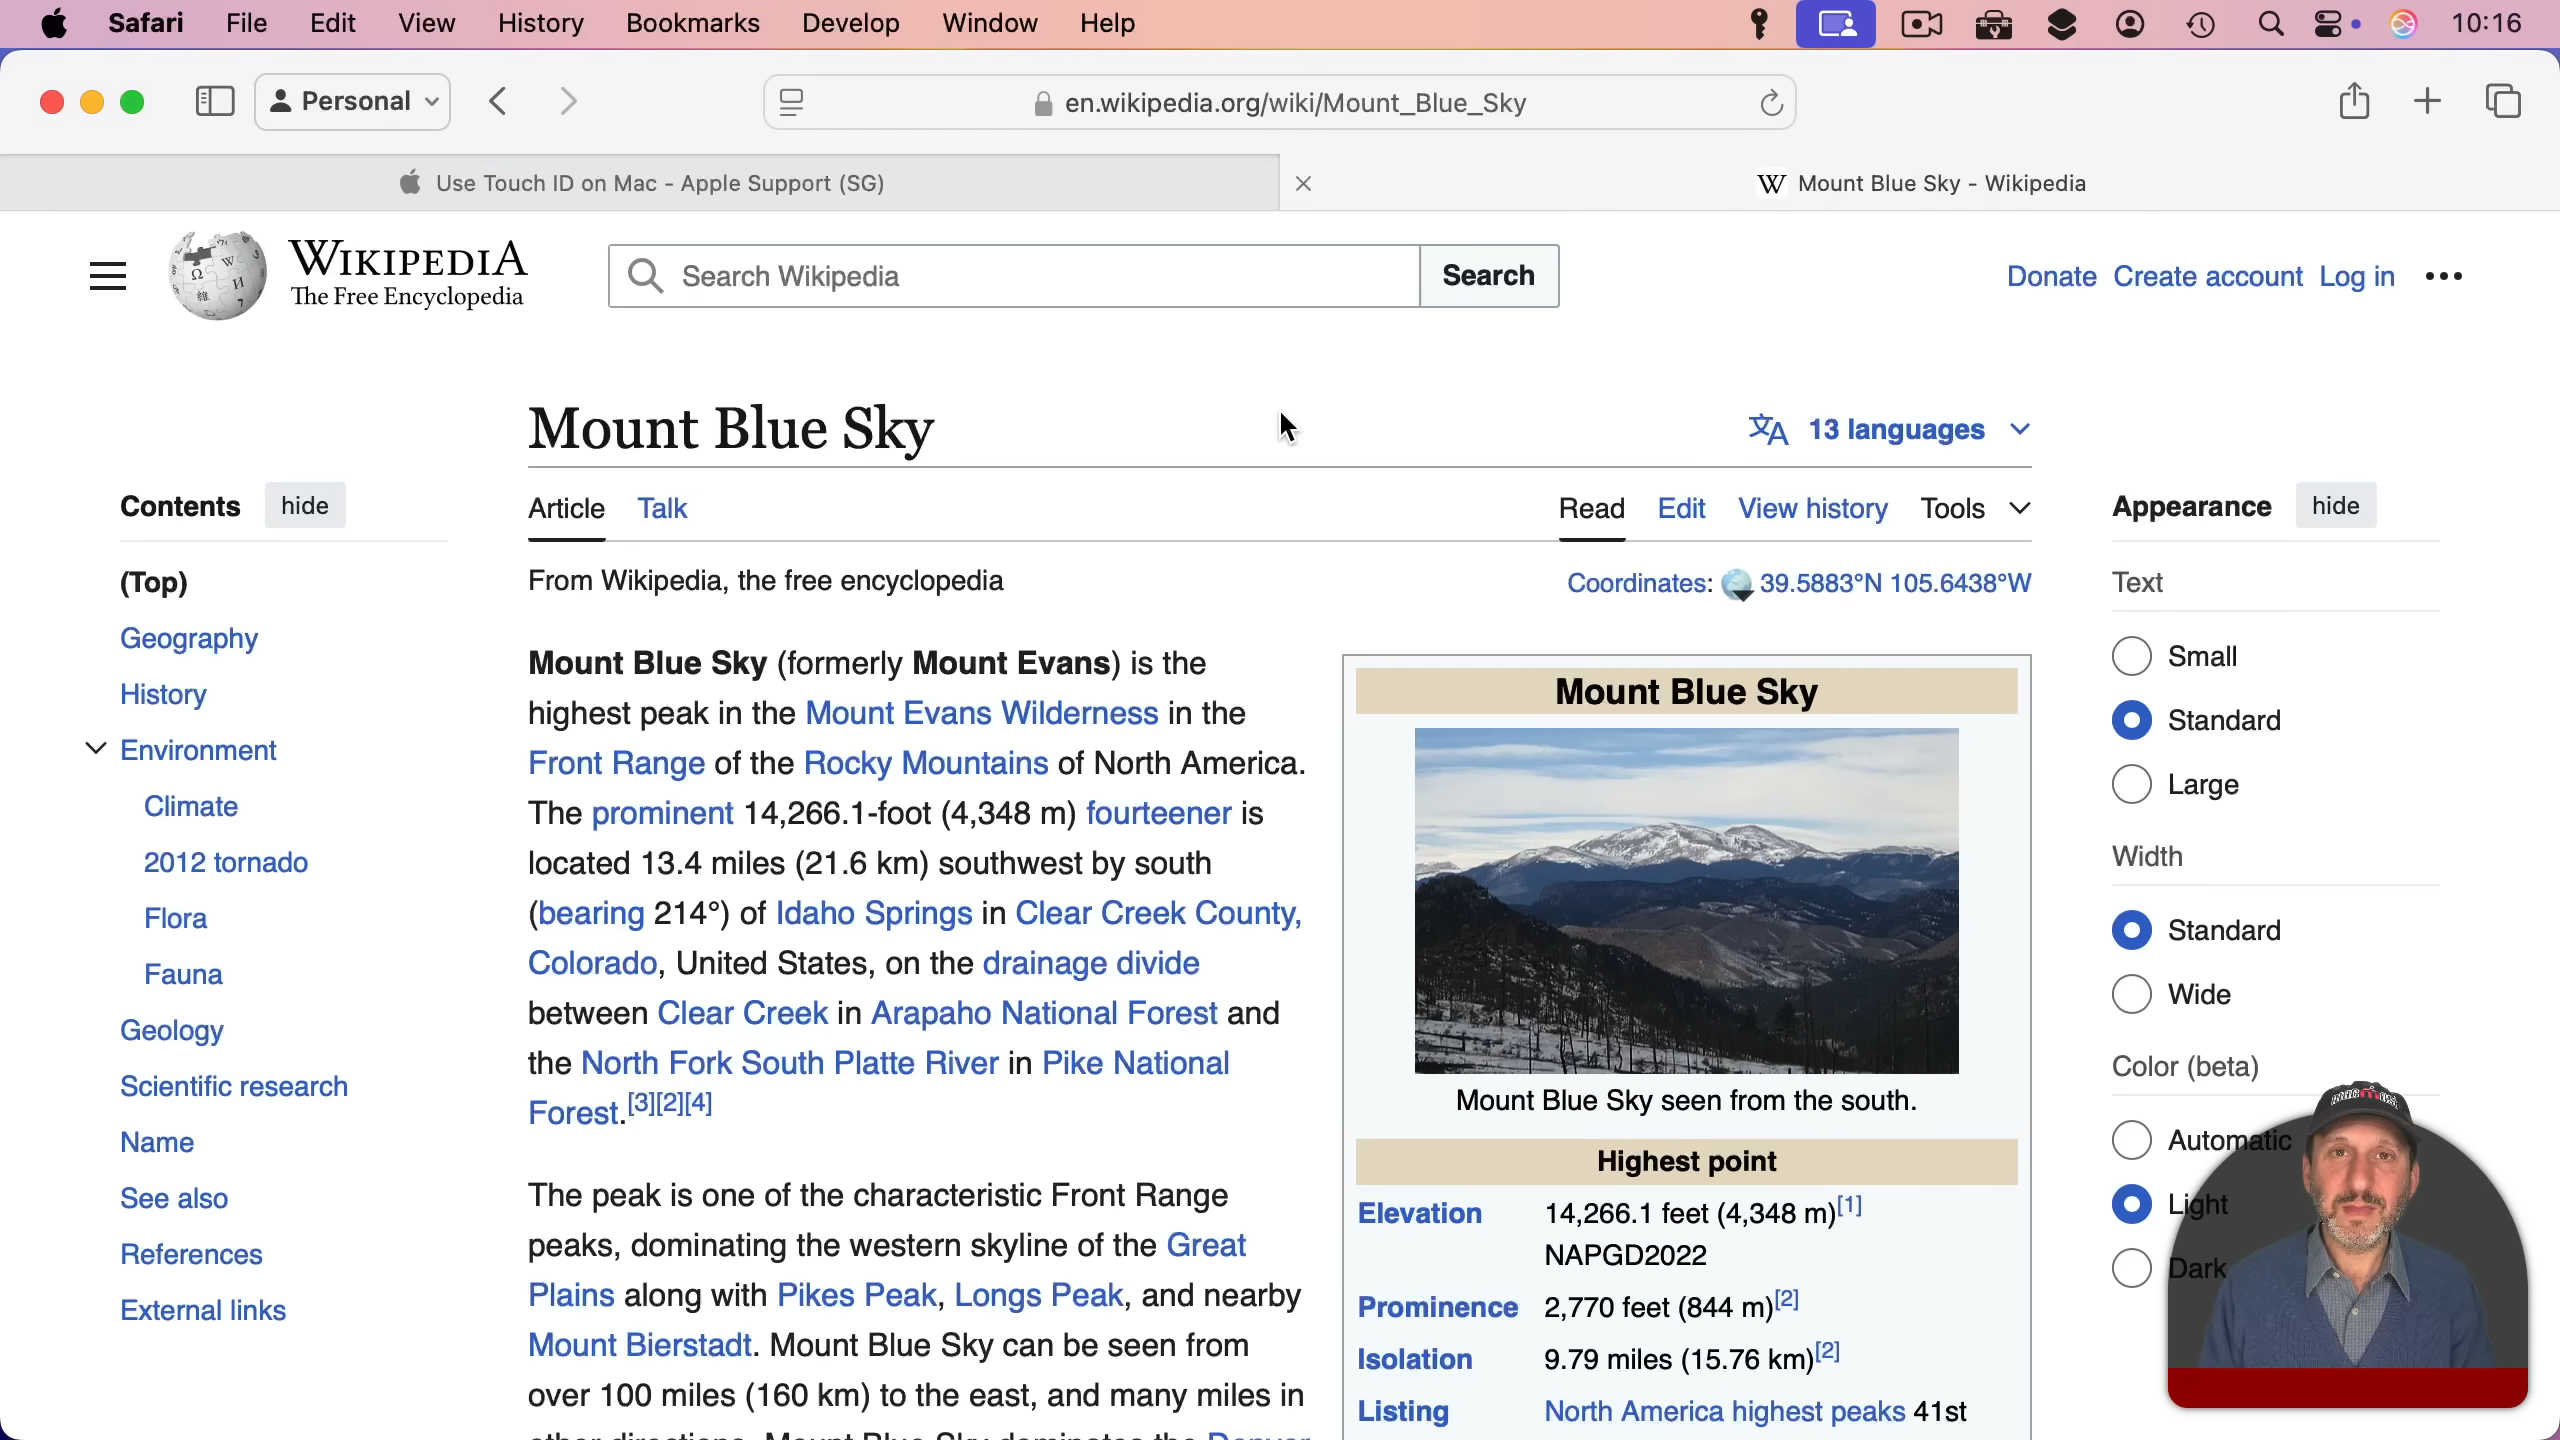 Safari File Edit View History Bookmarks Develop Window Help 10:16
Personal en.wikipedia.org/wiki/Mount_Blue_Sky
Use Touch ID on Mac - Apple Support (SG) Mount Blue Sky - Wikipedia
WIKIPEDIA
The Free Encyclopedia
Search Wikipedia Search
Donate Create account Log in
Mount Blue Sky 13 languages
Contents hide
(Top)
Geography
History
Environment
Climate
2012 tornado
Flora
Fauna
Geology
Scientific research
Name
See also
References
External links
Article Talk Read Edit View history Tools
From Wikipedia, the free encyclopedia Coordinates: 39.5883°N 105.6438°W
Mount Blue Sky (formerly Mount Evans) is the
highest peak in the Mount Evans Wilderness in the
Front Range of the Rocky Mountains of North America.
The prominent 14,266.1-foot (4,348 m) fourteener is
located 13.4 miles (21.6 km) southwest by south
(bearing 214°) of Idaho Springs in Clear Creek County,
Colorado, United States, on the drainage divide
between Clear Creek in Arapaho National Forest and
the North Fork South Platte River in Pike National
Forest.[3][2][4]
The peak is one of the characteristic Front Range
peaks, dominating the western skyline of the Great
Plains along with Pikes Peak, Longs Peak, and nearby
Mount Bierstadt. Mount Blue Sky can be seen from
over 100 miles (160 km) to the east, and many miles in
other directions. Mount Blue Sky dominates the Denver
Mount Blue Sky
Mount Blue Sky seen from the south.
Highest point
Elevation 14,266.1 feet (4,348 m)[1]
NAPGD2022
Prominence 2,770 feet (844 m)[2]
Isolation 9.79 miles (15.76 km)[2]
Listing North America highest peaks 41st
Appearance hide
Text
Small
Standard
Large
Width
Standard
Wide
Color (beta)
Automatic
Light
Dark